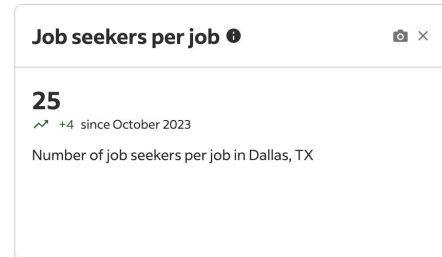 Job seekers per job
25
+4 since October 2023
Number of job seekers per job in Dallas, TX